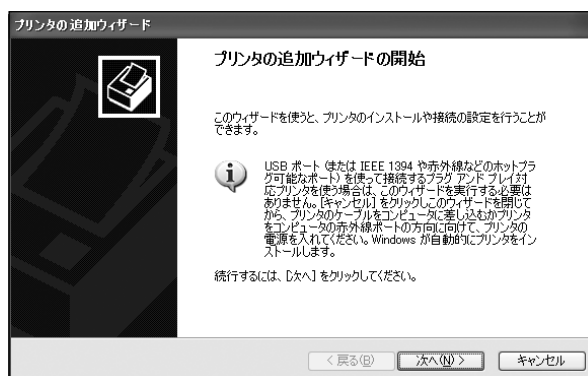 プリンタの追加ウィザード
プリンタの追加ウィザードの開始
このウィザードを使うと、プリンタのインストールや接続の設定を行うことが
できます。
USB ポート (または IEEE 1394 や赤外線などのホットプラ
グ可能なポート) を使って接続するプラグ アンド プレイ対
応プリンタを使う場合は、このウィザードを実行する必要は
ありません。[キャンセル] をクリックしこのウィザードを閉じて
から、プリンタのケーブルをコンピュータに差し込むかプリンタ
をコンピュータの赤外線ポートの方向に向けて、プリンタの
電源を入れてください。Windows が自動的にプリンタをイン
ストールします。
続行するには、[次へ] をクリックしてください。
< 戻る(B) 次へ(N) > キャンセル